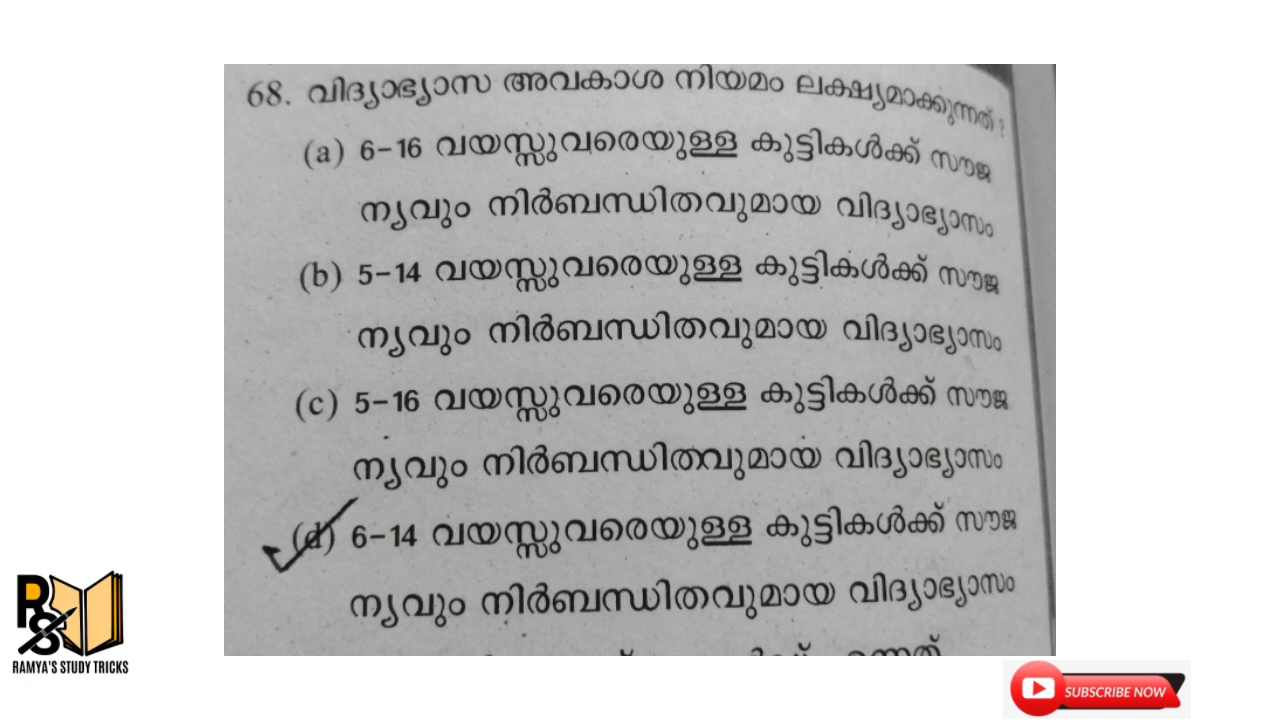 68. വിദ്യാഭ്യാസ അവകാശ നിയമം ലക്ഷ്യമാക്കുന്നത് ?
(a) 6-16 വയസ്സുവരെയുള്ള കുട്ടികൾക്ക് സൗജ
ന്യവും നിർബന്ധിതവുമായ വിദ്യാഭ്യാസം
(b) 5-14 വയസ്സുവരെയുള്ള കുട്ടികൾക്ക് സൗജ
ന്യവും നിർബന്ധിതവുമായ വിദ്യാഭ്യാസം
(c) 5-16 വയസ്സുവരെയുള്ള കുട്ടികൾക്ക് സൗജ
ന്യവും നിർബന്ധിതവുമായ വിദ്യാഭ്യാസം
(d) 6-14 വയസ്സുവരെയുള്ള കുട്ടികൾക്ക് സൗജ
ന്യവും നിർബന്ധിതവുമായ വിദ്യാഭ്യാസം
RS
RAMYA'S STUDY TRICKS
SUBSCRIBE NOW